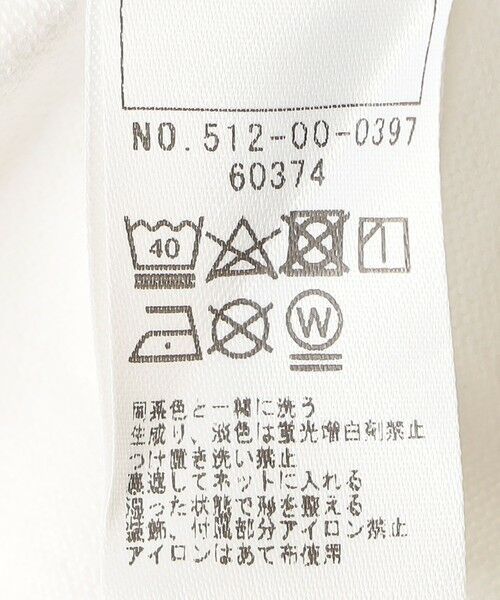 NO. 512-00-0397
60374
40
W
同系色と一緒に洗う
生成り、淡色は蛍光増白剤禁止
つけ置き洗い禁止
裏返してネットに入れる
湿った状態で形を整える
装飾、付属部分アイロン禁止
アイロンはあて布使用